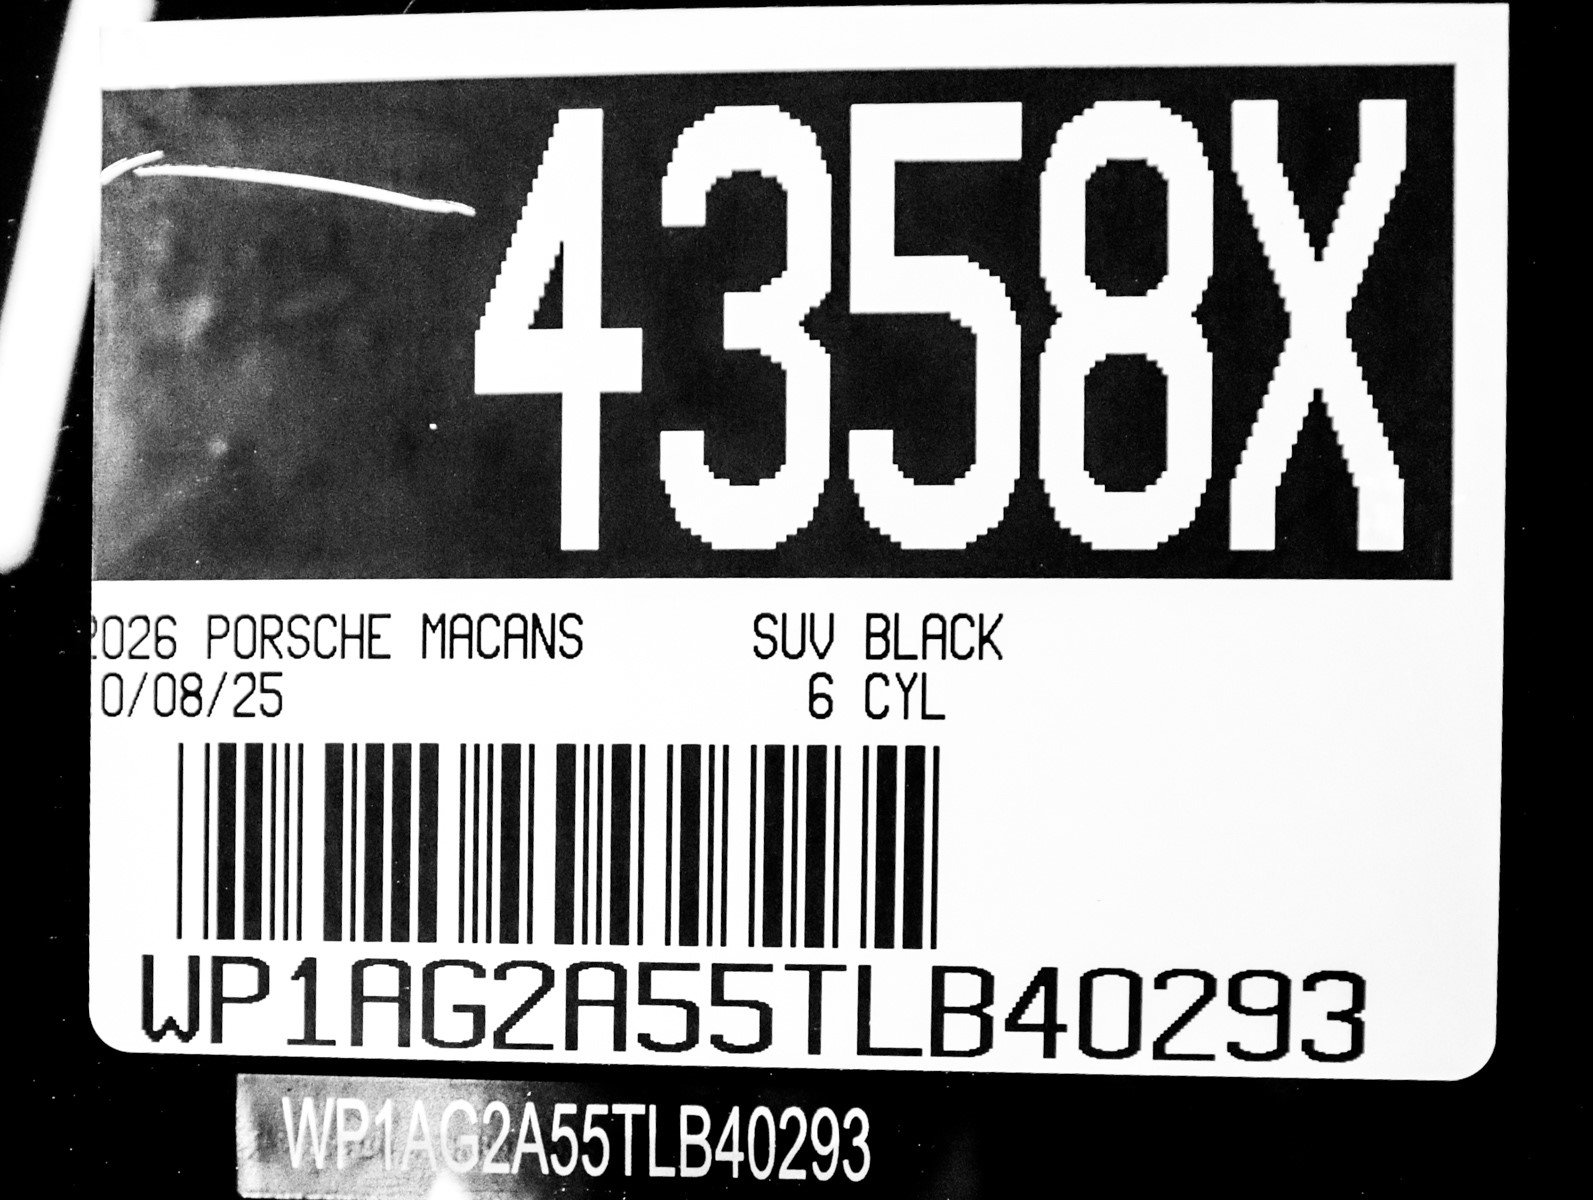 4358X
2026 PORSCHE MACANS SUV BLACK
0/08/25 6 CYL
WP1AG2A55TLB40293
WP1AG2A55TLB40293